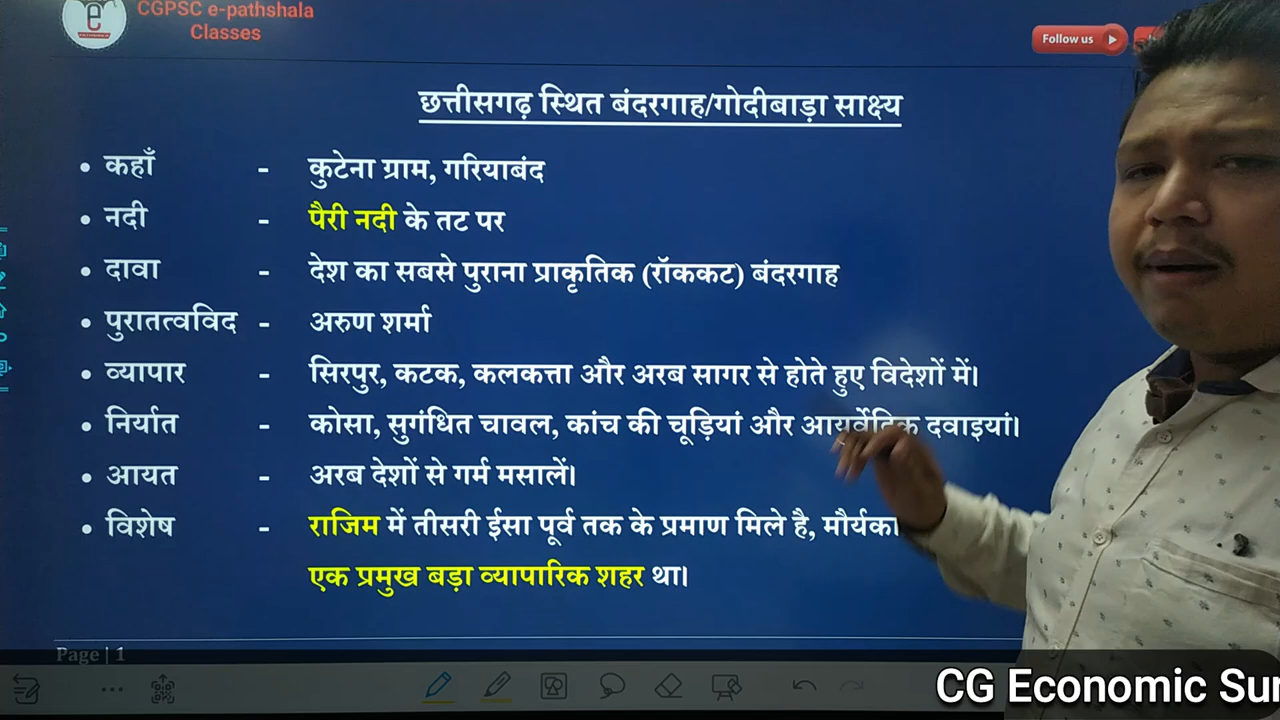 CGPSC e-pathshala
Classes
Follow us
छत्तीसगढ़ स्थित बंदरगाह/गोदीबाड़ा साक्ष्य
• कहाँ - कुटेना ग्राम, गरियाबंद
• नदी - पैरी नदी के तट पर
• दावा - देश का सबसे पुराना प्राकृतिक (रॉककट) बंदरगाह
• पुरातत्वविद - अरुण शर्मा
• व्यापार - सिरपुर, कटक, कलकत्ता और अरब सागर से होते हुए विदेशों में।
• निर्यात - कोसा, सुगंधित चावल, कांच की चूड़ियां और आयुर्वेदिक दवाइयां।
• आयत - अरब देशों से गर्म मसालें।
• विशेष - राजिम में तीसरी ईसा पूर्व तक के प्रमाण मिले है,
एक प्रमुख बड़ा व्यापारिक शहर था।
Page | 1
CG Economic